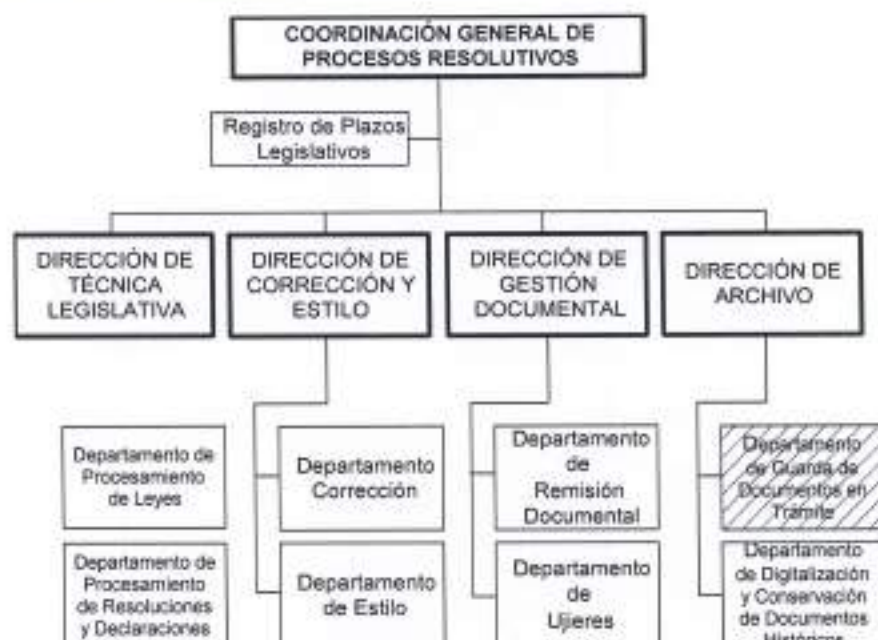 COORDINACIÓN GENERAL DE
PROCESOS RESOLUTIVOS
Registro de Plazos
Legislativos
DIRECCIÓN DE
TÉCNICA
LEGISLATIVA
DIRECCIÓN DE
CORRECCIÓN Y
ESTILO
DIRECCIÓN DE
GESTIÓN
DOCUMENTAL
DIRECCIÓN DE
ARCHIVO
Departamento de
Procesamiento
de Leyes
Departamento
Corrección
Departamento
de
Remisión
Documental
Departamento
de Guarda de
Documentos en
Trámite
Departamento de
Procesamiento
de Resoluciones
y Declaraciones
Departamento
de Estilo
Departamento
de
Ujieres
Departamento
de Digitalización
y Conservación
de Documentos
Históricos